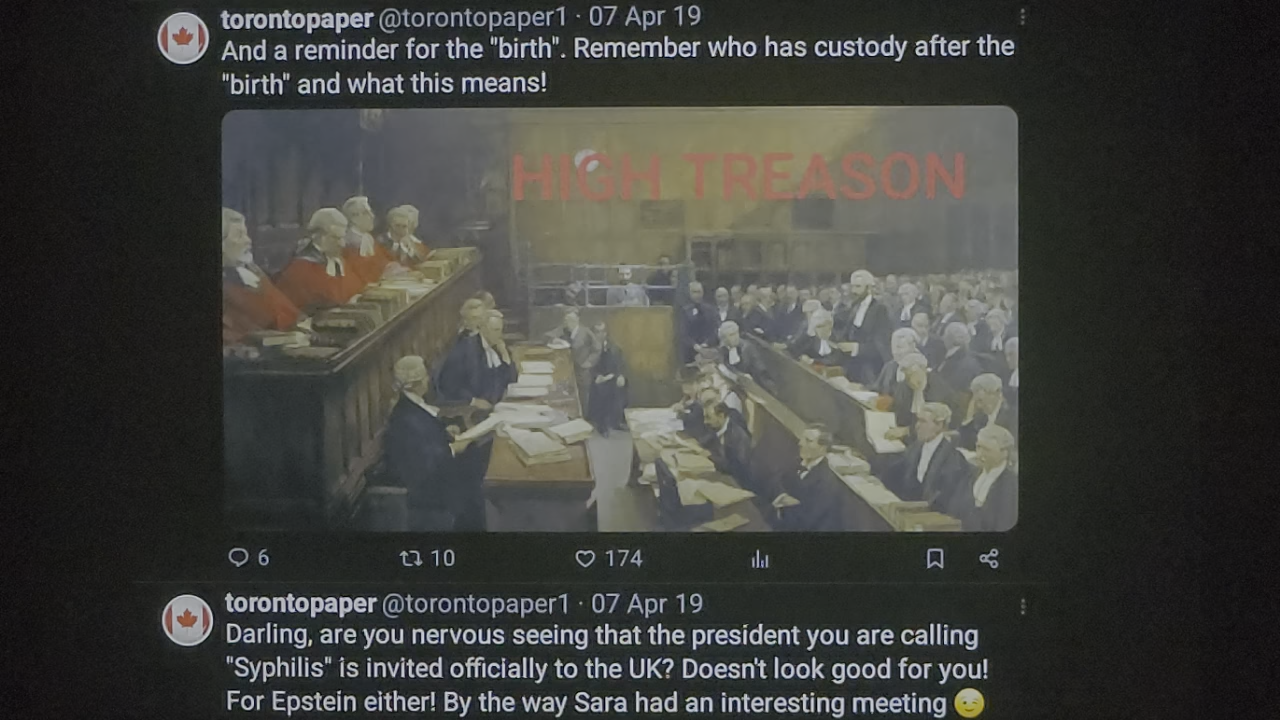 torontopaper @torontopaper1 · 07 Apr 19
And a reminder for the "birth". Remember who has custody after the
"birth" and what this means!
HIGH TREASON
6 10 174
torontopaper @torontopaper1 · 07 Apr 19
Darling, are you nervous seeing that the president you are calling
"Syphilis" is invited officially to the UK? Doesn't look good for you!
For Epstein either! By the way Sara had an interesting meeting 😉